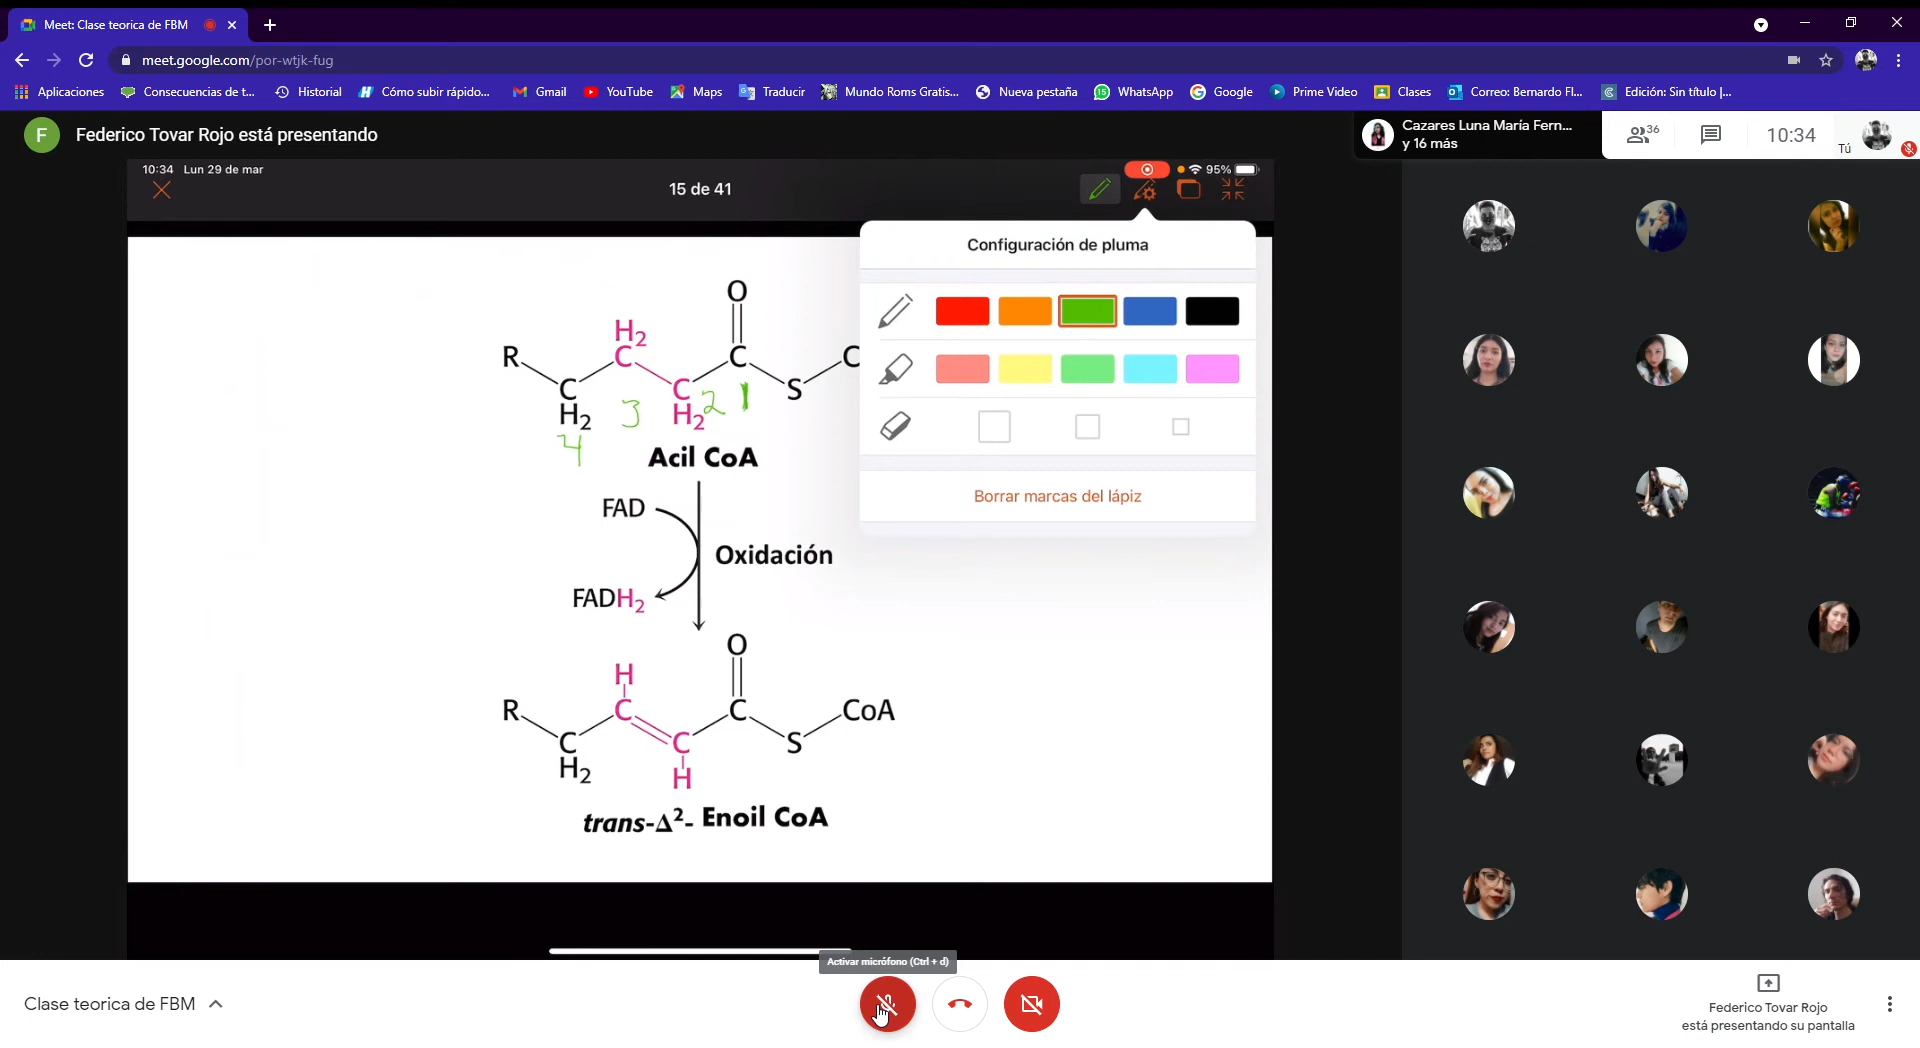 Meet: Clase teorica de FBM
meet.google.com/por-wtjk-fug
Aplicaciones Consecuencias de t... Historial Cómo subir rápido... Gmail YouTube Maps Traducir Mundo Roms Gratis... Nueva pestaña WhatsApp Google Prime Video Clases Correo: Bernardo Fl... Edición: Sin título |...
F Federico Tovar Rojo está presentando
Cazares Luna María Fern...
y 16 más
36
10:34
Tú
10:34 Lun 29 de mar
95%
15 de 41
Configuración de pluma
O
H2
R C C C
C C S
H2 H2
4 3 2 1
Acil CoA
Borrar marcas del lápiz
FAD
Oxidación
FADH2
O
H
R C C CoA
C C S
H2 H
trans-Δ2- Enoil CoA
Activar micrófono (Ctrl + d)
Clase teorica de FBM
Federico Tovar Rojo
está presentando su pantalla